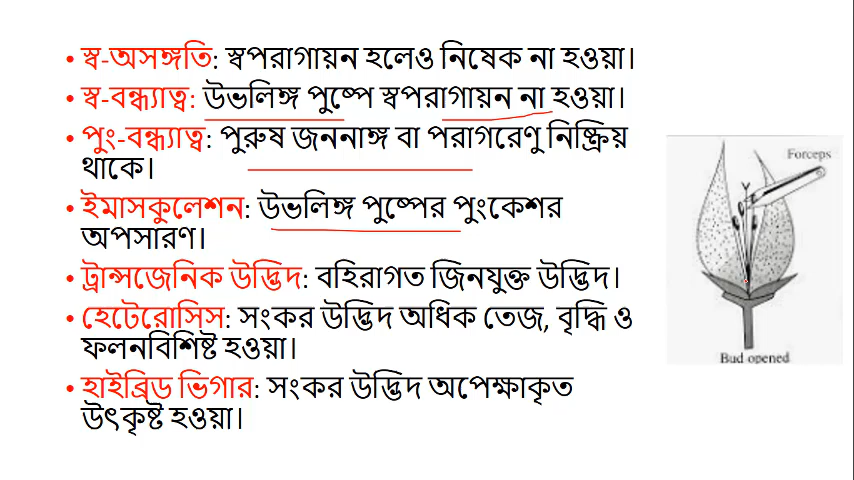 • স্ব-অসঙ্গতি: স্বপরাগায়ন হলেও নিষেক না হওয়া।
• স্ব-বন্ধ্যাত্ব: উভলিঙ্গ পুষ্পে স্বপরাগায়ন না হওয়া।
• পুং-বন্ধ্যাত্ব: পুরুষ জননাঙ্গ বা পরাগরেণু নিষ্ক্রিয়
থাকে।
• ইমাসকুলেশন: উভলিঙ্গ পুষ্পের পুংকেশর
অপসারণ।
• ট্রান্সজেনিক উদ্ভিদ: বহিরাগত জিনযুক্ত উদ্ভিদ।
• হেটেরোসিস: সংকর উদ্ভিদ অধিক তেজ, বৃদ্ধি ও
ফলনবিশিষ্ট হওয়া।
• হাইব্রিড ভিগার: সংকর উদ্ভিদ অপেক্ষাকৃত
উৎকৃষ্ট হওয়া।
Forceps
Bud opened